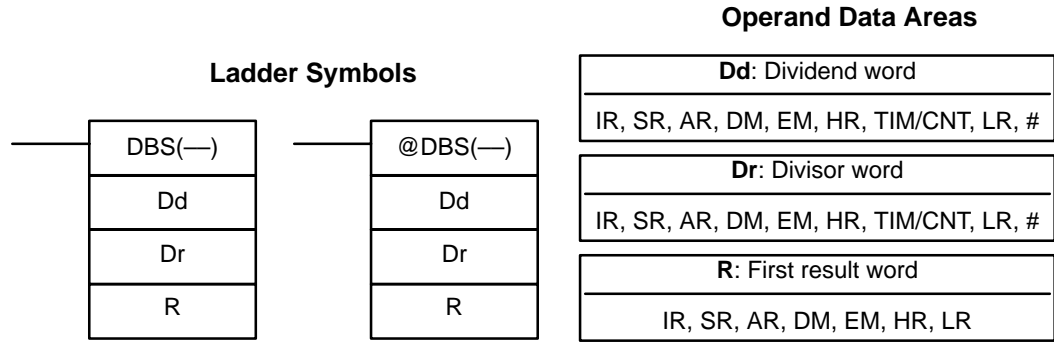 Operand Data Areas
Ladder Symbols
DBS(––)
Dd
Dr
R
@DBS(––)
Dd
Dr
R
Dd: Dividend word
IR, SR, AR, DM, EM, HR, TIM/CNT, LR, #
Dr: Divisor word
IR, SR, AR, DM, EM, HR, TIM/CNT, LR, #
R: First result word
IR, SR, AR, DM, EM, HR, LR